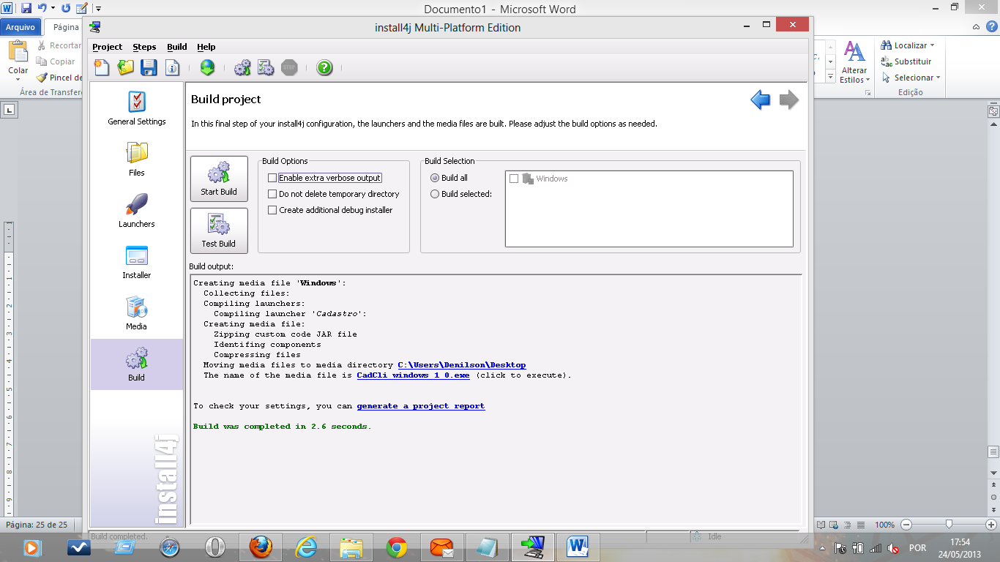 Documento1 - Microsoft Word
Arquivo
Página
install4j Multi-Platform Edition
Recortar
Copiar
Pincel de
Colar
Área de Transfere
Project Steps Build Help
STOP
Localizar
Substituir
Selecionar
Alterar
Estilos
Edição
General Settings
Files
Launchers
Installer
Media
Build
install4j
Build project
In this final step of your install4j configuration, the launchers and the media files are built. Please adjust the build options as needed.
Start Build
Test Build
Build Options
Enable extra verbose output
Do not delete temporary directory
Create additional debug installer
Build Selection
Build all
Build selected:
Windows
Build output:
Creating media file 'Windows':
Collecting files:
Compiling launchers:
Compiling launcher 'Cadastro':
Creating media file:
Zipping custom code JAR file
Identifing components
Compressing files
Moving media files to media directory C:\Users\Denilson\Desktop
The name of the media file is CadCli_windows_1_0.exe (click to execute).
To check your settings, you can generate a project report
Build was completed in 2.6 seconds.
Build completed.
Idle
Página: 25 de 25
100%
POR
17:54
24/05/2013